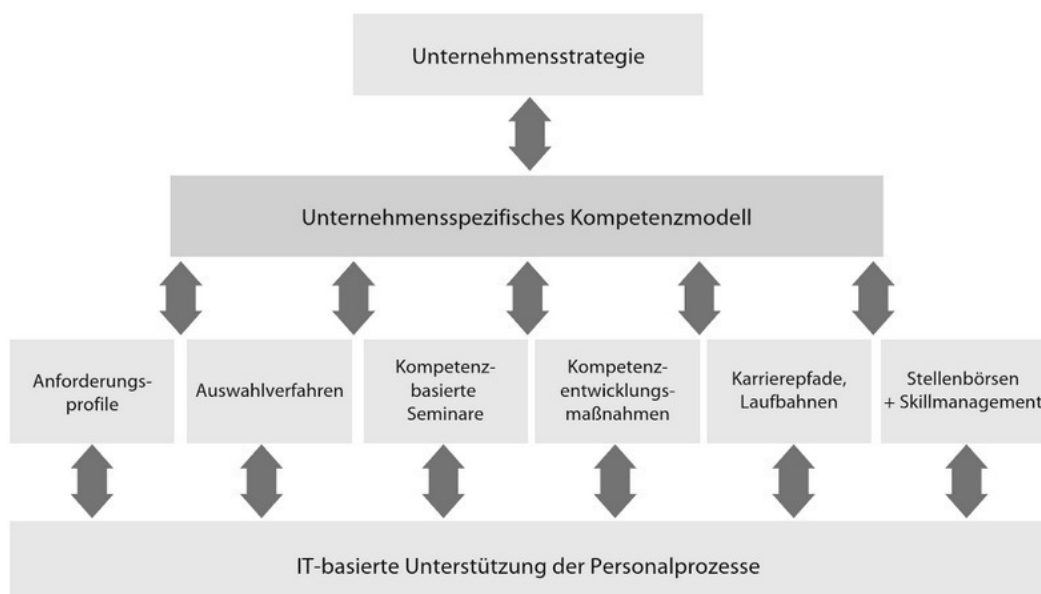 Unternehmensstrategie
Unternehmensspezifisches Kompetenzmodell
Anforderungs-
profile
Auswahlverfahren
Kompetenz-
basierte
Seminare
Kompetenz-
entwicklungs-
maßnahmen
Karrierepfade,
Laufbahnen
Stellenbörsen
+ Skillmanagement
IT-basierte Unterstützung der Personalprozesse